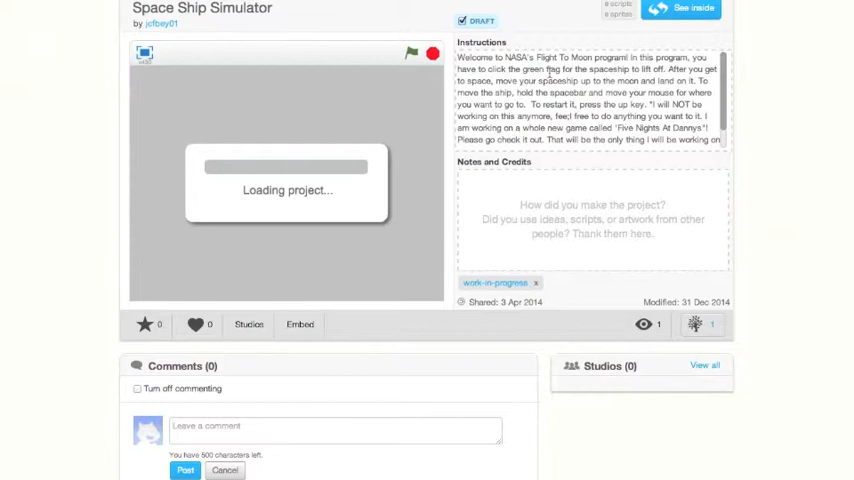 Space Ship Simulator
by jcfbey01
0 scripts
0 sprites
See inside
DRAFT
Instructions
Welcome to NASA's Flight To Moon program! In this program, you
have to click the green flag for the spaceship to lift off. After you get
to space, move your spaceship up to the moon and land on it. To
move the ship, hold the spacebar and move your mouse for where
you want to go to. To restart it, press the up key. *I will NOT be
working on this anymore, fee;l free to do anything you want to it. I
am working on a whole new game called "Five Nights At Dannys"!
Please go check it out. That will be the only thing I will be working on
Loading project...
Notes and Credits
How did you make the project?
Did you use ideas, scripts, or artwork from other
people? Thank them here.
work-in-progress x
Shared: 3 Apr 2014 Modified: 31 Dec 2014
0 0 Studios Embed 1 1
Comments (0)
Studios (0) View all
Turn off commenting
Leave a comment
You have 500 characters left.
Post Cancel